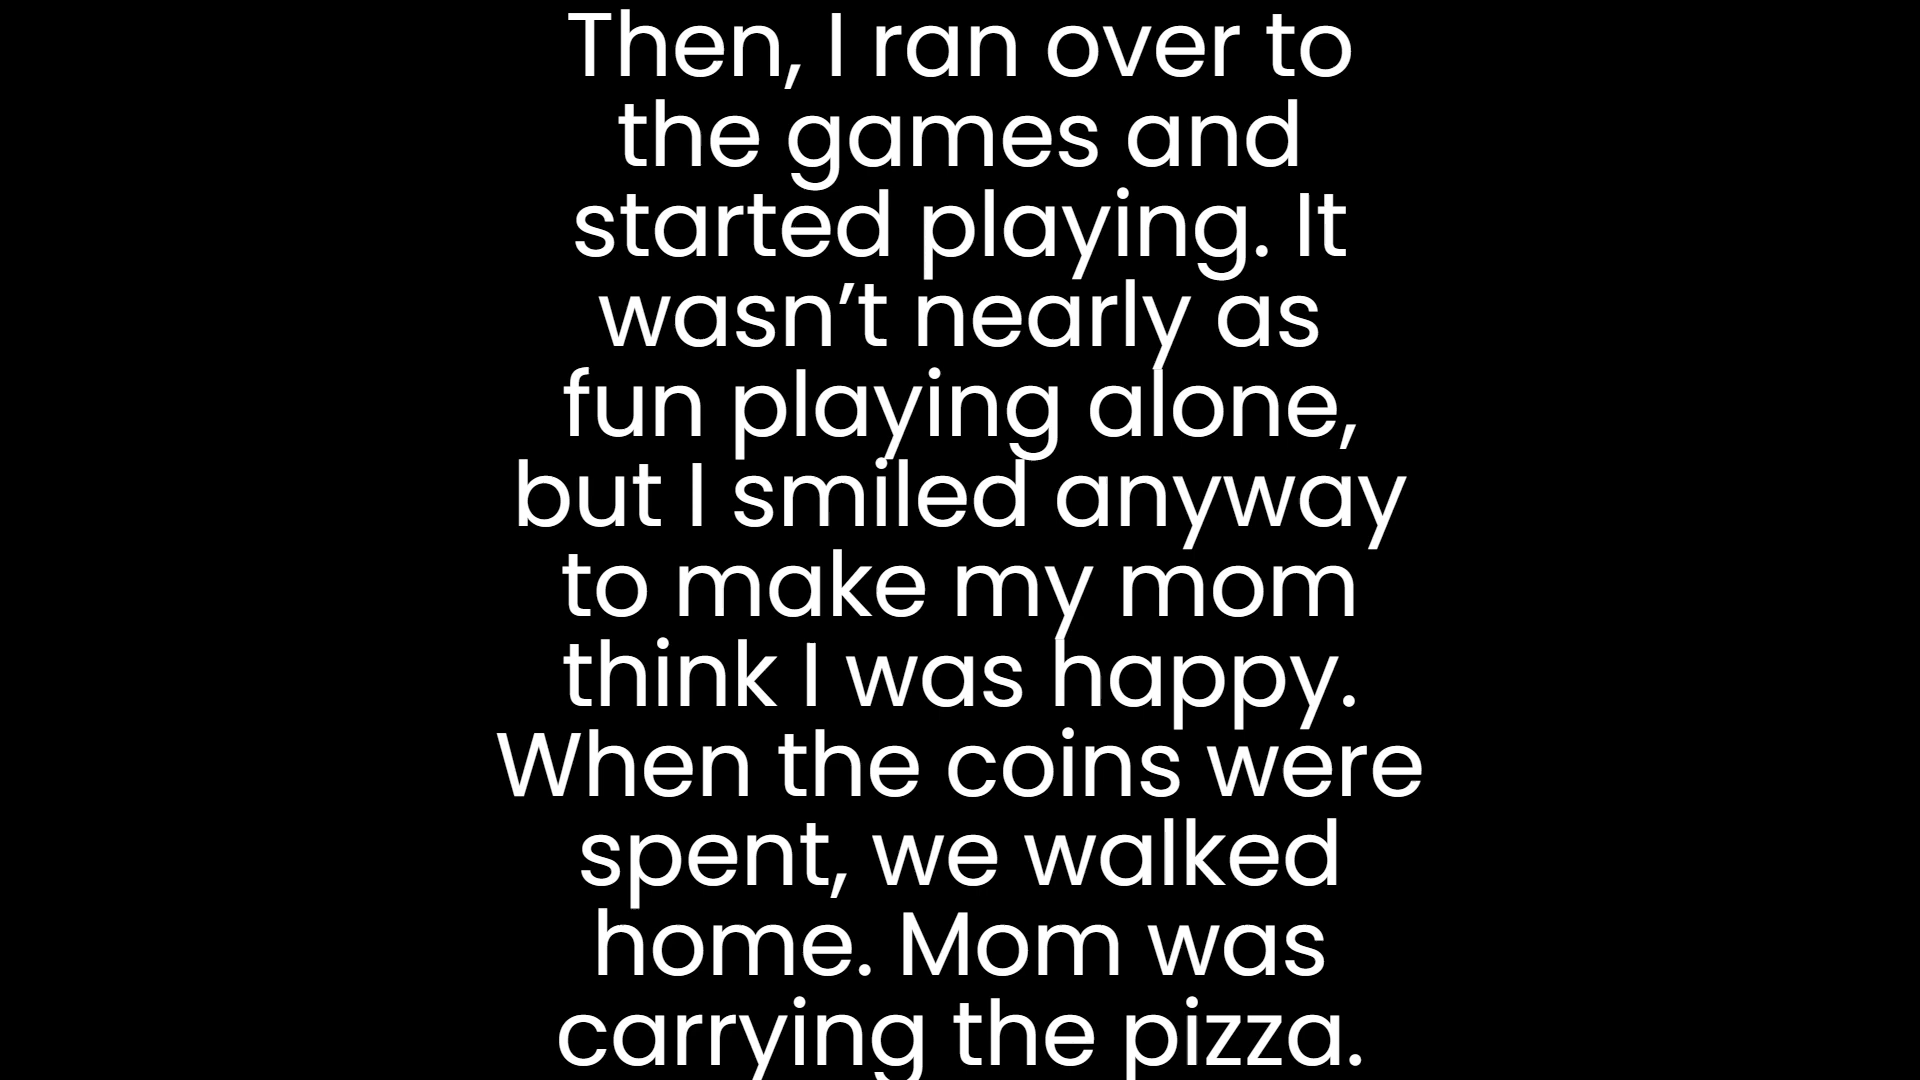 Then, I ran over to
the games and
started playing. It
wasn’t nearly as
fun playing alone,
but I smiled anyway
to make my mom
think I was happy.
When the coins were
spent, we walked
home. Mom was
carrying the pizza.